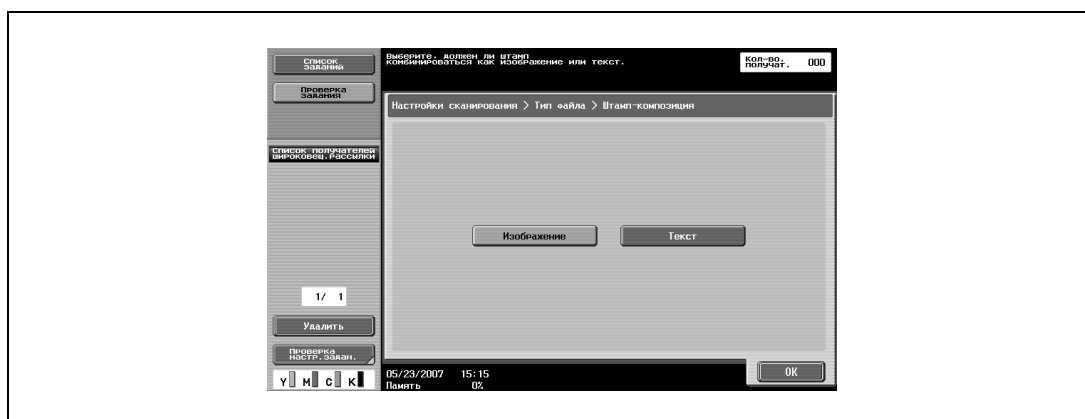 Список
заданий
Выберите, должен ли штамп
комбинироваться как изображение или текст.
Кол-во.
получат. 000
Проверка
задания
Настройки сканирования > Тип файла > Штамп-композиция
Список получателей
широковещ.рассылки
Изображение
Текст
1/ 1
Удалить
Проверка
настр.задан.
Y M C K
05/23/2007 15:15
Память 0%
OK